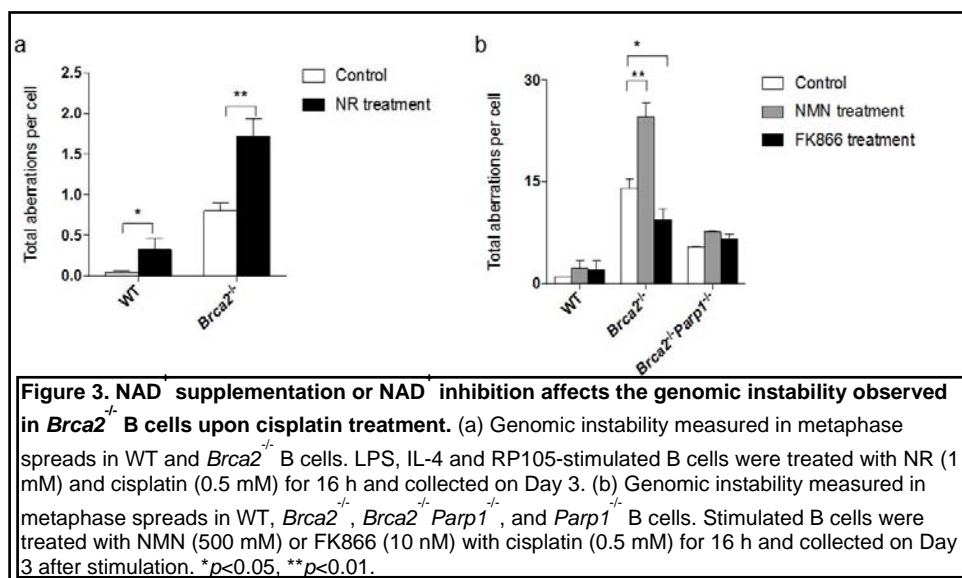 a
b
Total aberrations per cell
2.5
2.0
1.5
1.0
0.5
0.0
*
**
Control
NR treatment
WT
Brca2-/-
Total aberrations per cell
30
15
0
*
**
Control
NMN treatment
FK866 treatment
WT
Brca2-/-
Brca2-/-Parp1-/-
Figure 3. NAD+ supplementation or NAD+ inhibition affects the genomic instability observed
in Brca2-/- B cells upon cisplatin treatment. (a) Genomic instability measured in metaphase
spreads in WT and Brca2-/- B cells. LPS, IL-4 and RP105-stimulated B cells were treated with NR (1
mM) and cisplatin (0.5 mM) for 16 h and collected on Day 3. (b) Genomic instability measured in
metaphase spreads in WT, Brca2-/-, Brca2-/-Parp1-/-, and Parp1-/- B cells. Stimulated B cells were
treated with NMN (500 mM) or FK866 (10 nM) with cisplatin (0.5 mM) for 16 h and collected on Day
3 after stimulation. *p<0.05, **p<0.01.